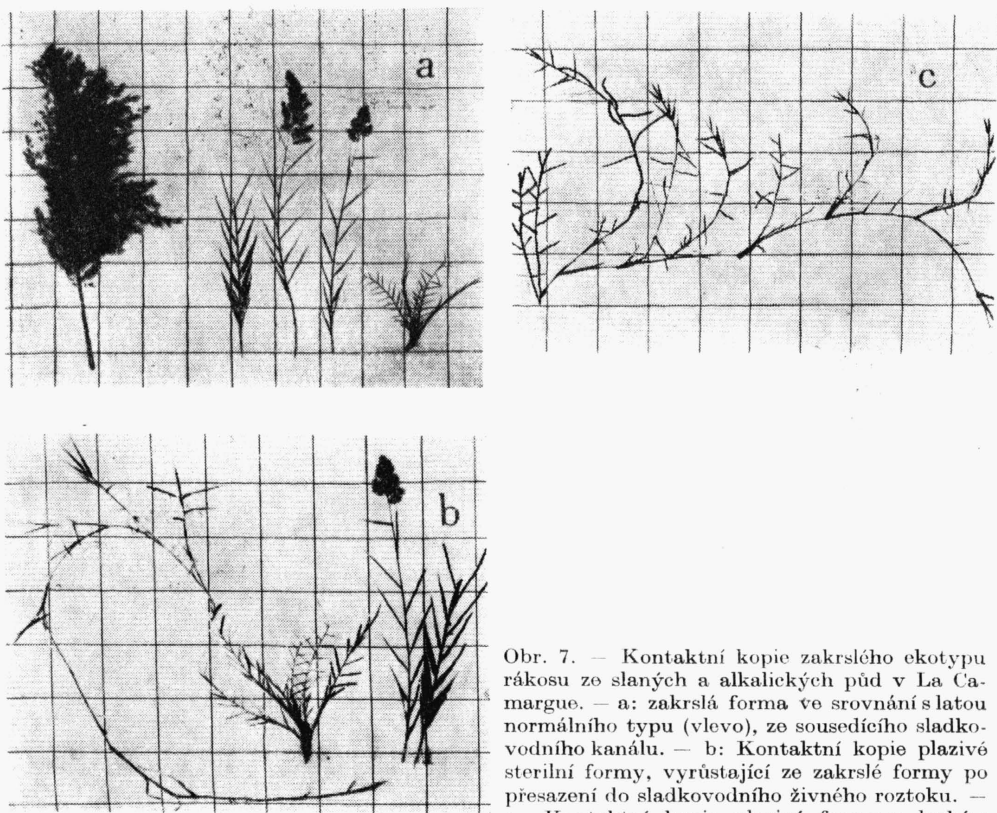 a
c
b
Obr. 7. — Kontaktní kopie zakrslého ekotypu
rákosu ze slaných a alkalických půd v La Ca-
margue. — a: zakrslá forma ve srovnání s latou
normálního typu (vlevo), ze sousedícího sladko-
vodního kanálu. — b: Kontaktní kopie plazivé
sterilní formy, vyrůstající ze zakrslé formy po
přesazení do sladkovodního živného roztoku. —